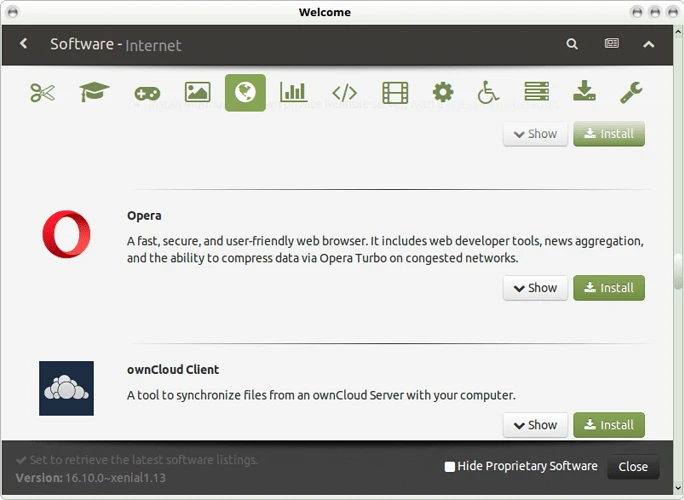 Welcome
Software - Internet
Show Install
Opera
A fast, secure, and user-friendly web browser. It includes web developer tools, news aggregation,
and the ability to compress data via Opera Turbo on congested networks.
Show Install
ownCloud Client
A tool to synchronize files from an ownCloud Server with your computer.
Show Install
Set to retrieve the latest software listings.
Version: 16.10.0~xenial1.13
Hide Proprietary Software Close